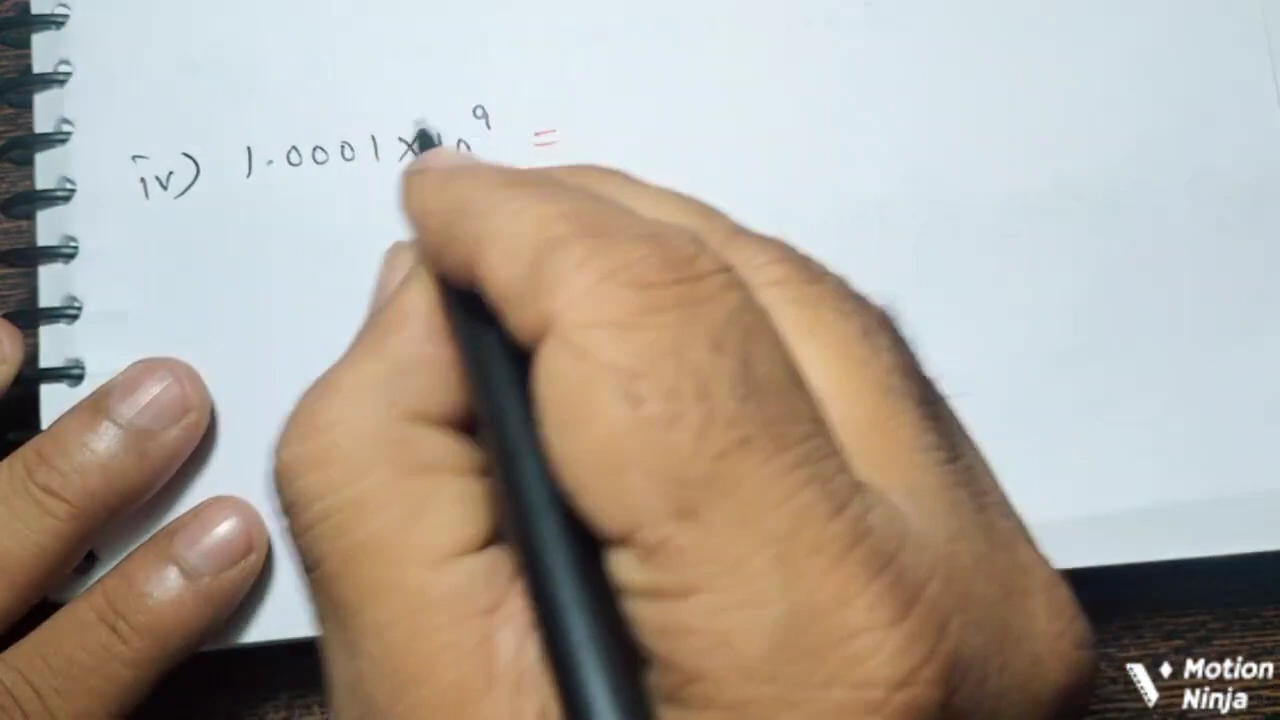 iv) 1.0001 × 10⁹ =
Motion
Ninja